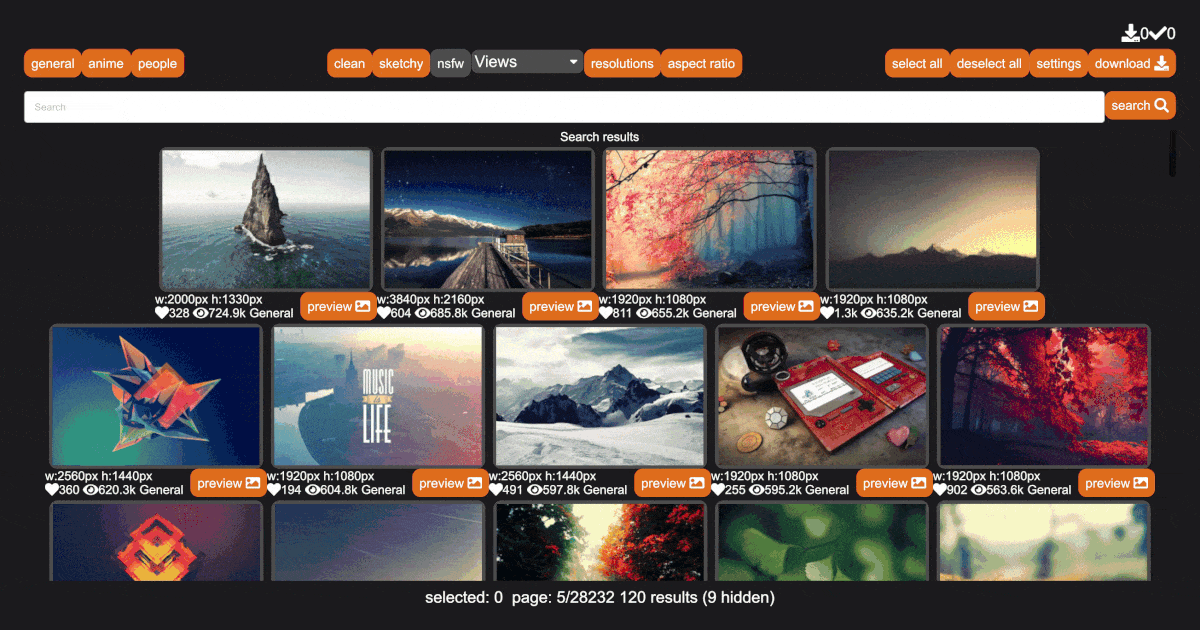 0 0
general anime people clean sketchy nsfw Views resolutions aspect ratio select all deselect all settings download
Search search
Search results
w:2000px h:1330px
328 724.9k General preview
w:3840px h:2160px
604 685.8k General preview
w:1920px h:1080px
811 655.2k General preview
w:1920px h:1080px
1.3k 635.2k General preview
MUSIC
LIFE
w:2560px h:1440px
360 620.3k General preview
w:1920px h:1080px
194 604.8k General preview
w:2560px h:1440px
491 597.8k General preview
w:1920px h:1080px
255 595.2k General preview
w:1920px h:1080px
902 563.6k General preview
selected: 0 page: 5/28232 120 results (9 hidden)